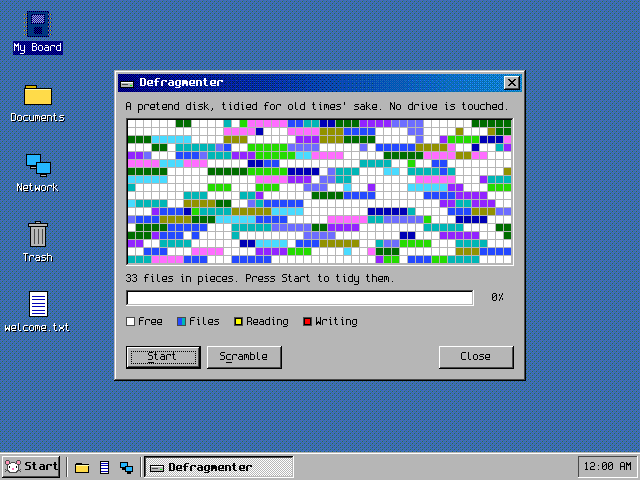 My Board
Documents
Network
Trash
welcome.txt
Defragmenter
A pretend disk, tidied for old times' sake. No drive is touched.
33 files in pieces. Press Start to tidy them.
0%
Free
Files
Reading
Writing
Start
Scramble
Close
Start
Defragmenter
12:00 AM